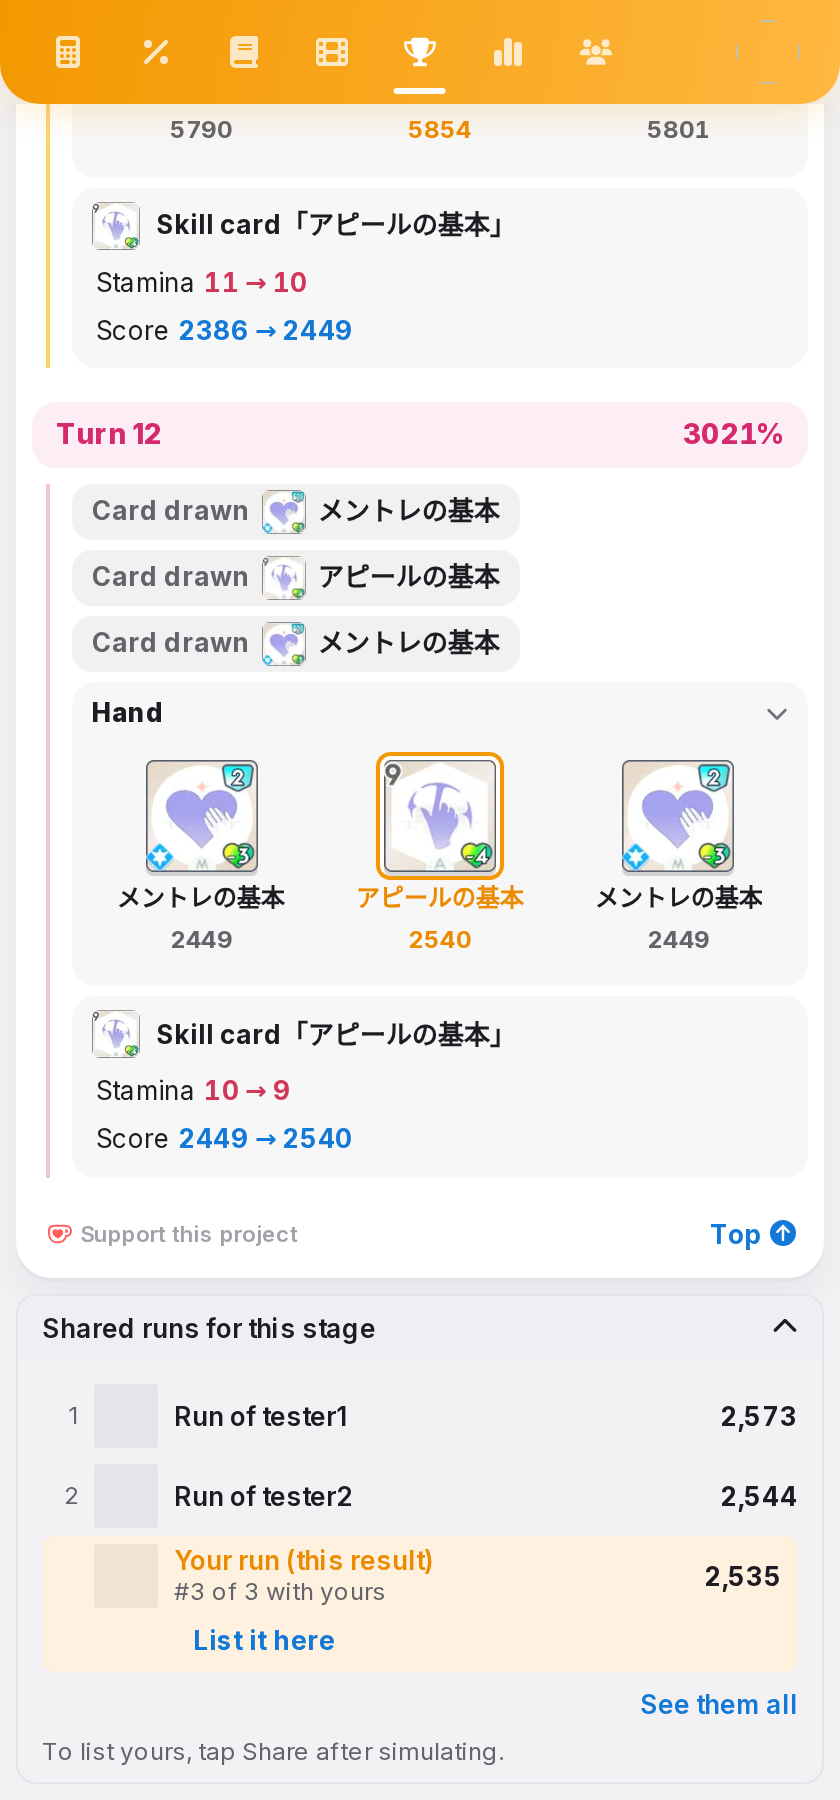 5790 5854 5801
Skill card「アピールの基本」
Stamina 11 → 10
Score 2386 → 2449
Turn 12 3021%
Card drawn メントレの基本
Card drawn アピールの基本
Card drawn メントレの基本
Hand
2 9 2
M -3 A -4 M -3
メントレの基本 アピールの基本 メントレの基本
2449 2540 2449
Skill card「アピールの基本」
Stamina 10 → 9
Score 2449 → 2540
Support this project Top
Shared runs for this stage
1 Run of tester1 2,573
2 Run of tester2 2,544
Your run (this result) 2,535
#3 of 3 with yours
List it here
See them all
To list yours, tap Share after simulating.